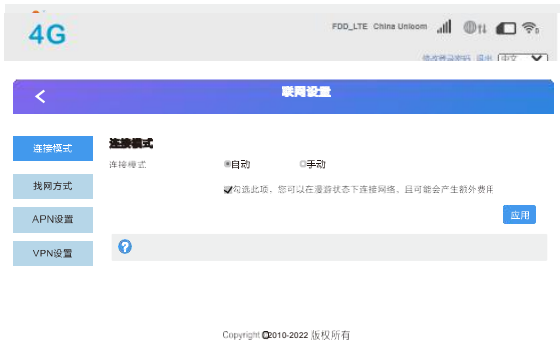 4G
FDD_LTE China Unicom
修改登录密码 退出 中文
联网设置
连接模式
找网方式
APN设置
VPN设置
连接模式
连接模式 自动 手动
勾选此项，您可以在漫游状态下连接网络，且可能会产生额外费用
应用
Copyright ©2010-2022 版权所有